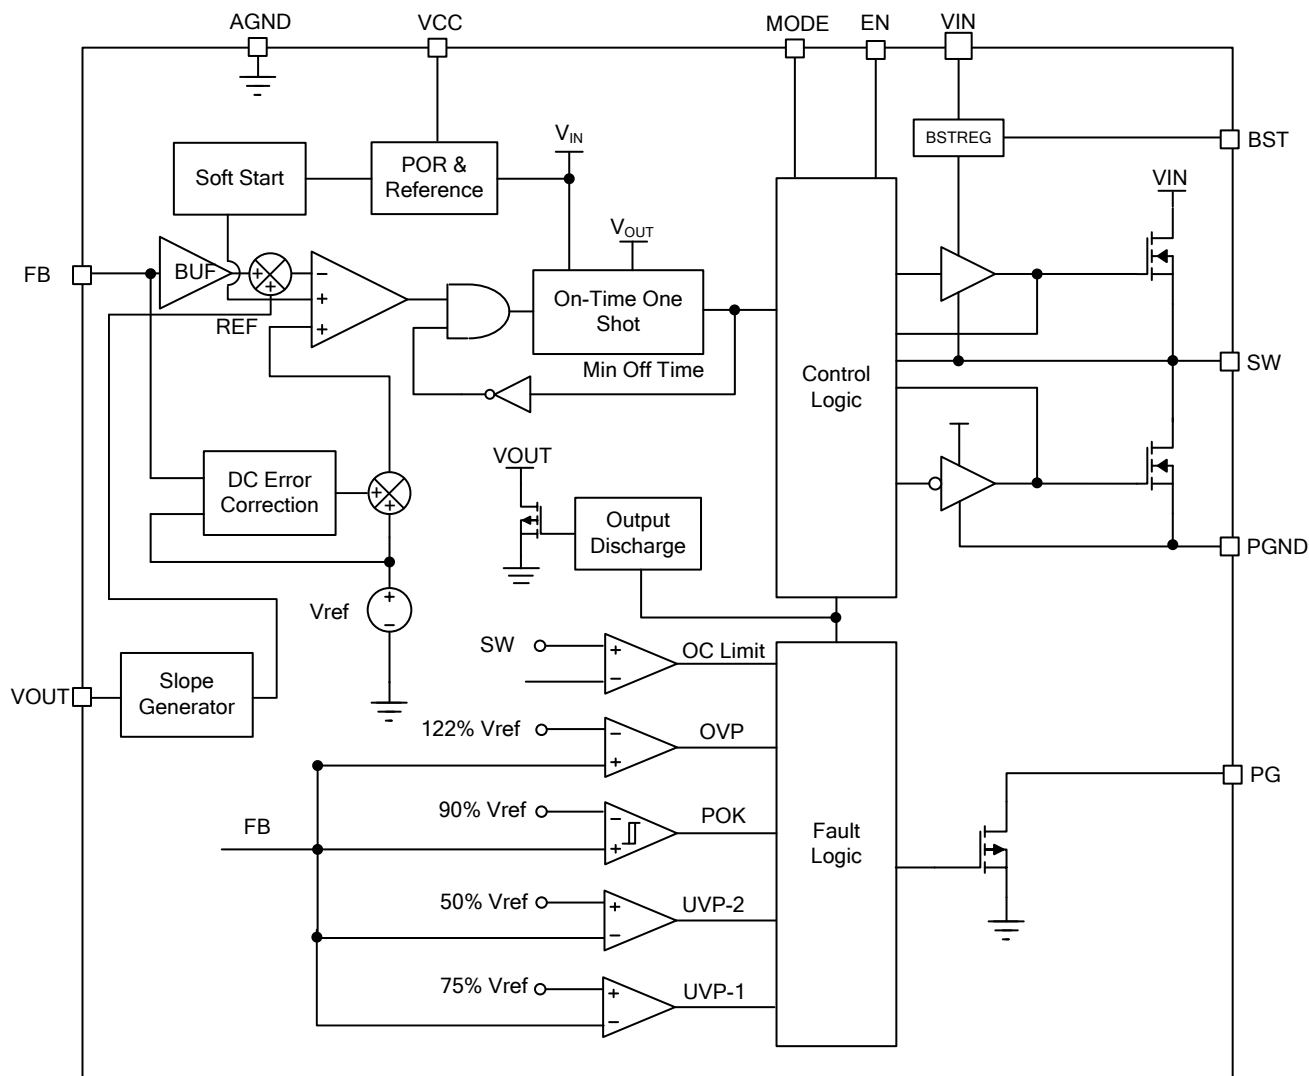 AGND
VCC
MODE
EN
VIN
BSTREG
BST
VIN
Soft Start
POR &
Reference
VIN
VOUT
FB
BUF
+
+
−
+
+
REF
On-Time One
Shot
Min Off Time
Control
Logic
SW
DC Error
Correction
+
+
VOUT
Output
Discharge
PGND
Vref
+
−
VOUT
Slope
Generator
SW
+
−
OC Limit
122% Vref
−
+
OVP
90% Vref
−
+
POK
FB
50% Vref
+
−
UVP-2
75% Vref
+
−
UVP-1
Fault
Logic
PG